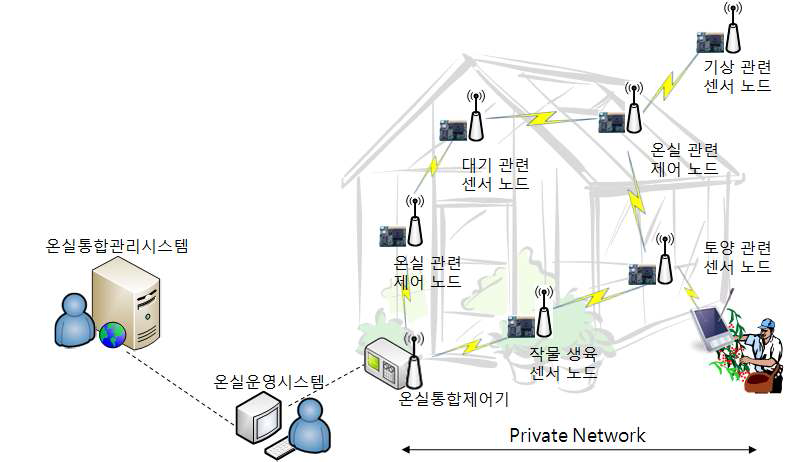 기상 관련
센서 노드
온실 관련
제어 노드
대기 관련
센서 노드
온실통합관리시스템
온실 관련
제어 노드
토양 관련
센서 노드
작물 생육
센서 노드
온실운영시스템
온실통합제어기
Private Network